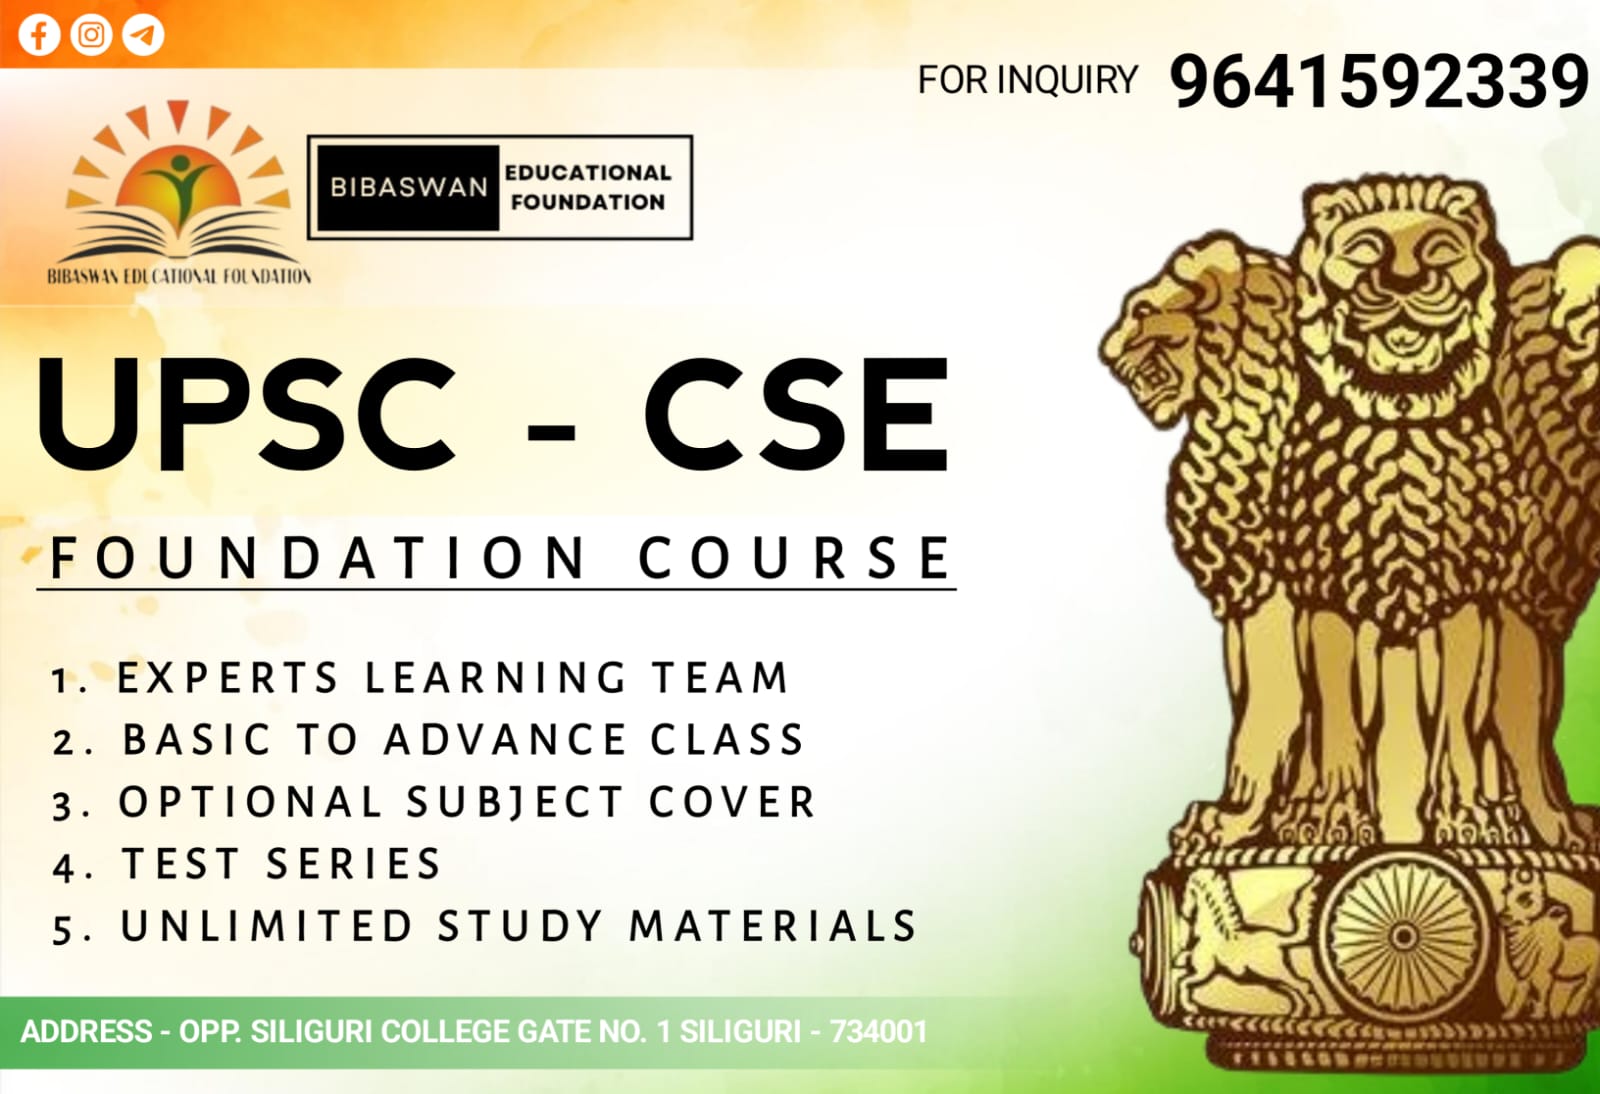 FOR INQUIRY 9641592339
BIBASWAN EDUCATIONAL
FOUNDATION
BIBASWAN EDUCATIONAL FOUNDATION
UPSC - CSE
FOUNDATION COURSE
1. EXPERTS LEARNING TEAM
2. BASIC TO ADVANCE CLASS
3. OPTIONAL SUBJECT COVER
4. TEST SERIES
5. UNLIMITED STUDY MATERIALS
ADDRESS - OPP. SILIGURI COLLEGE GATE NO. 1 SILIGURI - 734001